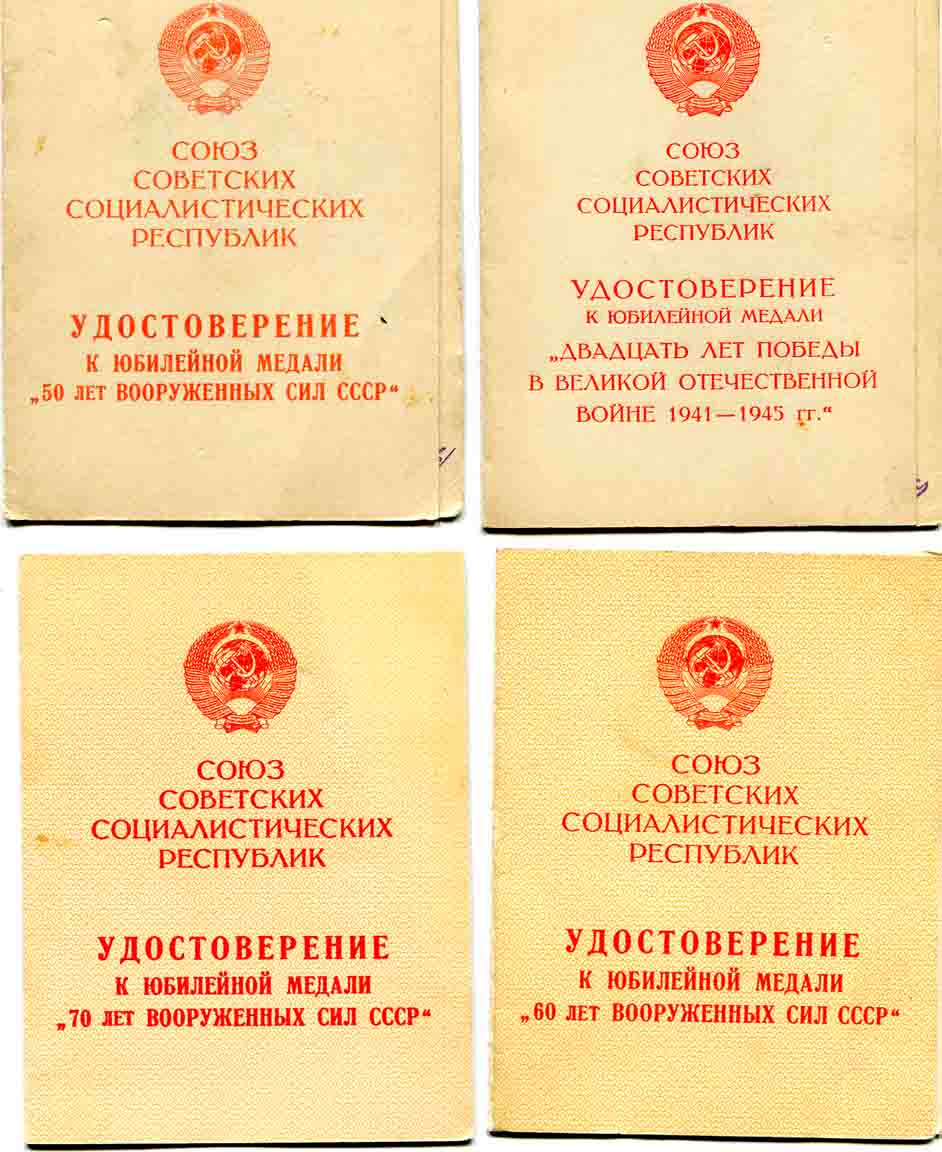 СОЮЗ
СОВЕТСКИХ
СОЦИАЛИСТИЧЕСКИХ
РЕСПУБЛИК
УДОСТОВЕРЕНИЕ
К ЮБИЛЕЙНОЙ МЕДАЛИ
„50 ЛЕТ ВООРУЖЕННЫХ СИЛ СССР“
СОЮЗ
СОВЕТСКИХ
СОЦИАЛИСТИЧЕСКИХ
РЕСПУБЛИК
УДОСТОВЕРЕНИЕ
К ЮБИЛЕЙНОЙ МЕДАЛИ
„ДВАДЦАТЬ ЛЕТ ПОБЕДЫ
В ВЕЛИКОЙ ОТЕЧЕСТВЕННОЙ
ВОЙНЕ 1941—1945 гг.“
СОЮЗ
СОВЕТСКИХ
СОЦИАЛИСТИЧЕСКИХ
РЕСПУБЛИК
УДОСТОВЕРЕНИЕ
К ЮБИЛЕЙНОЙ МЕДАЛИ
„70 ЛЕТ ВООРУЖЕННЫХ СИЛ СССР“
СОЮЗ
СОВЕТСКИХ
СОЦИАЛИСТИЧЕСКИХ
РЕСПУБЛИК
УДОСТОВЕРЕНИЕ
К ЮБИЛЕЙНОЙ МЕДАЛИ
„60 ЛЕТ ВООРУЖЕННЫХ СИЛ СССР“